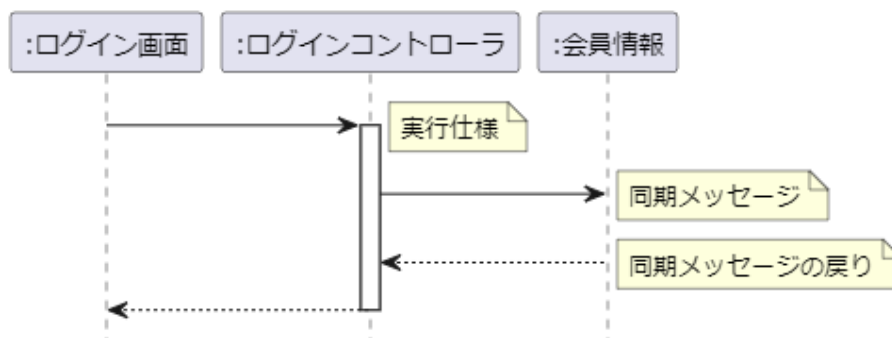 :ログイン画面
:ログインコントローラ
:会員情報
実行仕様
同期メッセージ
同期メッセージの戻り